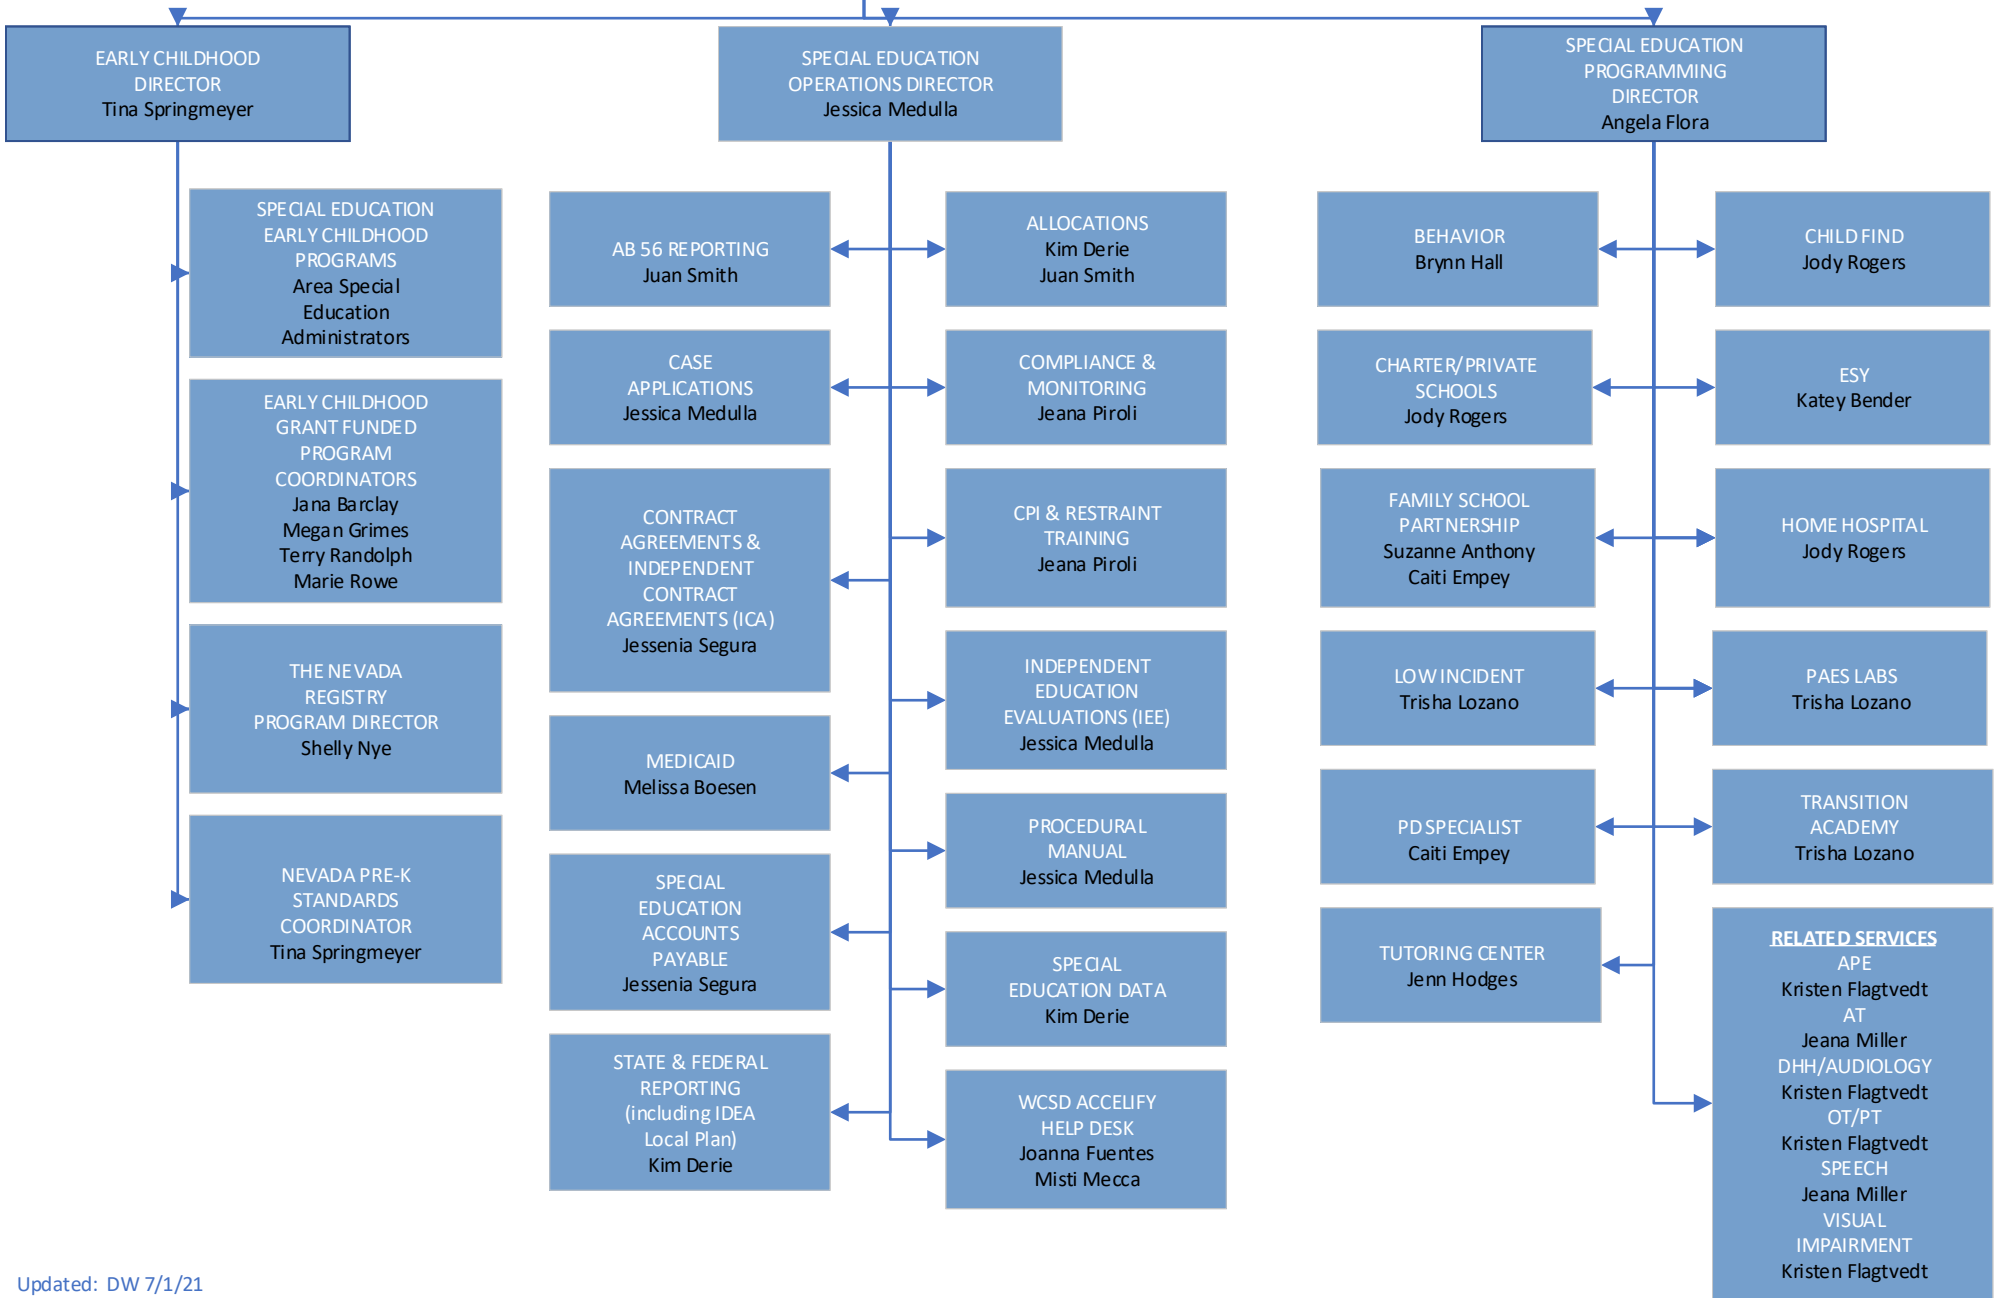 EARLY CHILDHOOD
DIRECTOR
Tina Springmeyer
SPECIAL EDUCATION
OPERATIONS DIRECTOR
Jessica Medulla
SPECIAL EDUCATION
PROGRAMMING
DIRECTOR
Angela Flora
SPECIAL EDUCATION
EARLY CHILDHOOD
PROGRAMS
Area Special
Education
Administrators
EARLY CHILDHOOD
GRANT FUNDED
PROGRAM
COORDINATORS
Jana Barclay
Megan Grimes
Terry Randolph
Marie Rowe
THE NEVADA
REGISTRY
PROGRAM DIRECTOR
Shelly Nye
NEVADA PRE-K
STANDARDS
COORDINATOR
Tina Springmeyer
AB 56 REPORTING
Juan Smith
ALLOCATIONS
Kim Derie
Juan Smith
CASE
APPLICATIONS
Jessica Medulla
COMPLIANCE &
MONITORING
Jeana Piroli
CONTRACT
AGREEMENTS &
INDEPENDENT
CONTRACT
AGREEMENTS (ICA)
Jessenia Segura
CPI & RESTRAINT
TRAINING
Jeana Piroli
INDEPENDENT
EDUCATION
EVALUATIONS (IEE)
Jessica Medulla
MEDICAID
Melissa Boesen
PROCEDURAL
MANUAL
Jessica Medulla
SPECIAL
EDUCATION
ACCOUNTS
PAYABLE
Jessenia Segura
SPECIAL
EDUCATION DATA
Kim Derie
STATE & FEDERAL
REPORTING
(including IDEA
Local Plan)
Kim Derie
WCSD ACCELIFY
HELP DESK
Joanna Fuentes
Misti Mecca
BEHAVIOR
Brynn Hall
CHILD FIND
Jody Rogers
CHARTER/PRIVATE
SCHOOLS
Jody Rogers
ESY
Katey Bender
FAMILY SCHOOL
PARTNERSHIP
Suzanne Anthony
Caiti Empey
HOME HOSPITAL
Jody Rogers
LOW INCIDENT
Trisha Lozano
PAES LABS
Trisha Lozano
PD SPECIALIST
Caiti Empey
TRANSITION
ACADEMY
Trisha Lozano
TUTORING CENTER
Jenn Hodges
RELATED SERVICES
APE
Kristen Flagtvedt
AT
Jeana Miller
DHH/AUDIOLOGY
Kristen Flagtvedt
OT/PT
Kristen Flagtvedt
SPEECH
Jeana Miller
VISUAL
IMPAIRMENT
Kristen Flagtvedt
Updated: DW 7/1/21